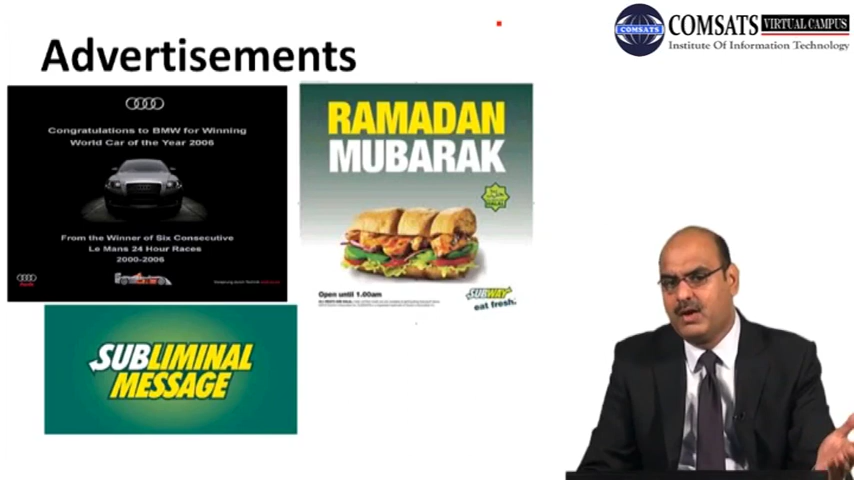 Advertisements
COMSATS
COMSATS VIRTUAL CAMPUS
Institute Of Information Technology
Congratulations to BMW for Winning
World Car of the Year 2006
From the Winner of Six Consecutive
Le Mans 24 Hour Races
2000-2006
Audi
RAMADAN
MUBARAK
Open until 1.00am
SUBWAY
eat fresh.
SUBLIMINAL
MESSAGE